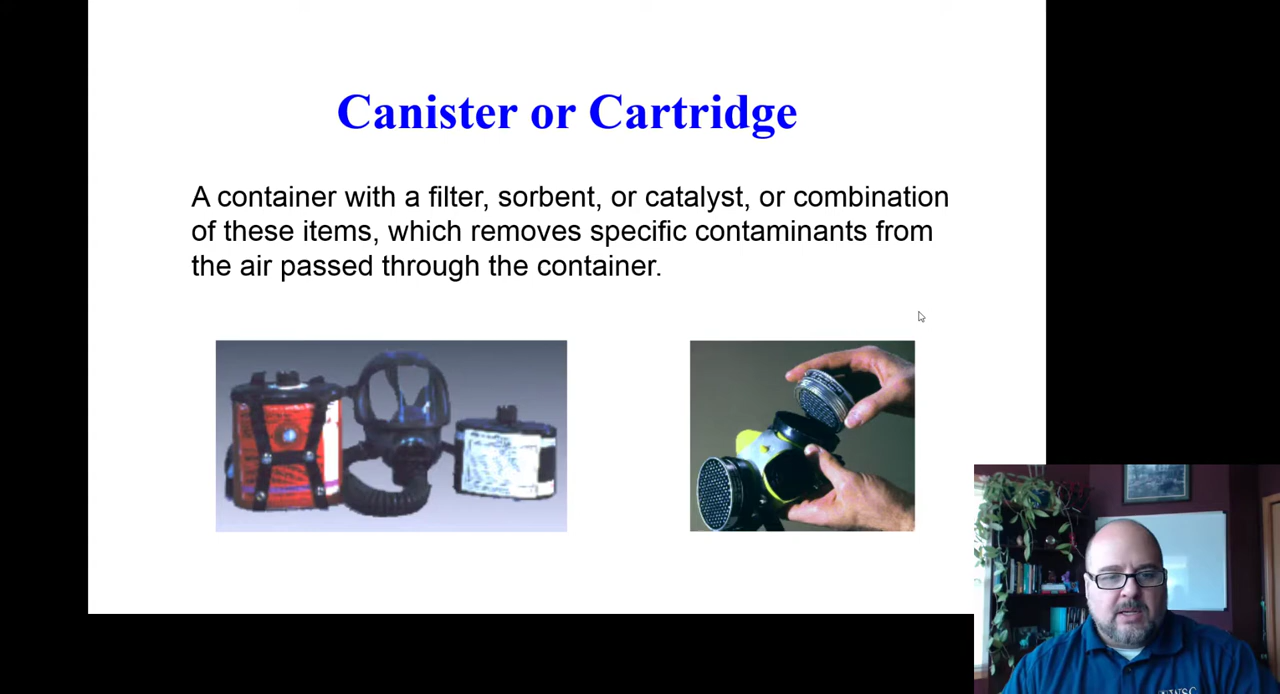 Canister or Cartridge
A container with a filter, sorbent, or catalyst, or combination
of these items, which removes specific contaminants from
the air passed through the container.